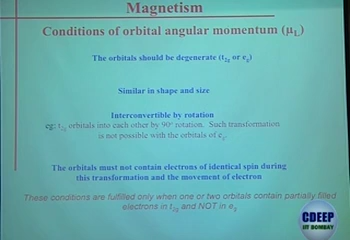 Magnetism
Conditions of orbital angular momentum (μL)
The orbitals should be degenerate (t2g or eg)
Similar in shape and size
Interconvertible by rotation
eg: t2g orbitals into each other by 90° rotation. Such transformation
is not possible with the orbitals of eg.
The orbitals must not contain electrons of identical spin during
this transformation and the movement of electron
These conditions are fulfilled only when one or two orbitals contain partially filled
electrons in t2g and NOT in eg
CDEEP
IIT BOMBAY